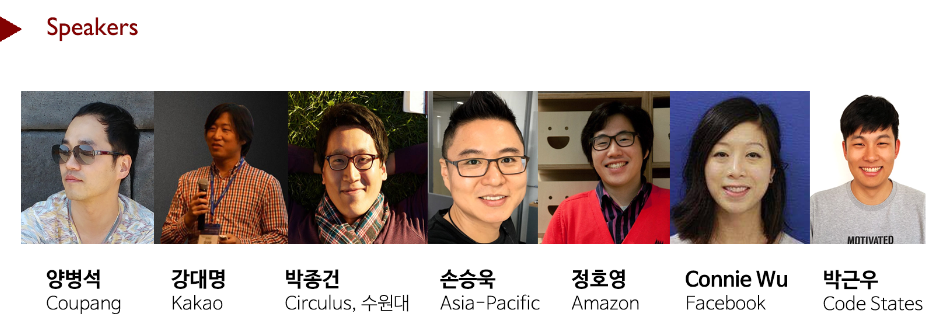 Speakers
양병석
Coupang
강대명
Kakao
박종건
Circulus, 수원대
손승욱
Asia-Pacific
정호영
Amazon
Connie Wu
Facebook
박근우
Code States
MOTIVATED